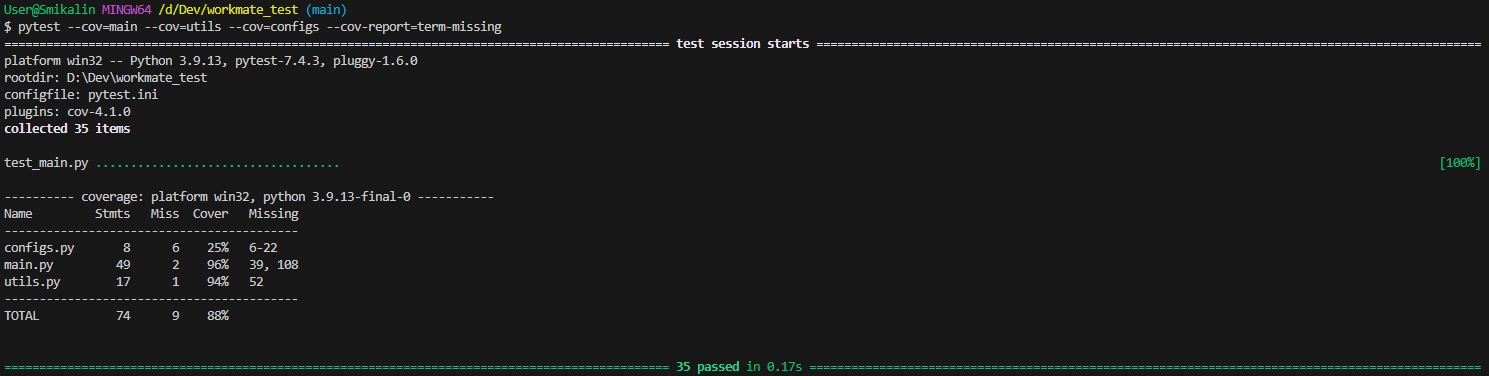 User@Smikalin MINGW64 /d/Dev/workmate_test (main)
$ pytest --cov=main --cov=utils --cov=configs --cov-report=term-missing
=============================================================================================== test session starts ===============================================================================================
platform win32 -- Python 3.9.13, pytest-7.4.3, pluggy-1.6.0
rootdir: D:\Dev\workmate_test
configfile: pytest.ini
plugins: cov-4.1.0
collected 35 items
test_main.py ................................... [100%]
---------- coverage: platform win32, python 3.9.13-final-0 -----------
Name Stmts Miss Cover Missing
------------------------------------------
configs.py 8 6 25% 6-22
main.py 49 2 96% 39, 108
utils.py 17 1 94% 52
------------------------------------------
TOTAL 74 9 88%
=============================================================================================== 35 passed in 0.17s ================================================================================================